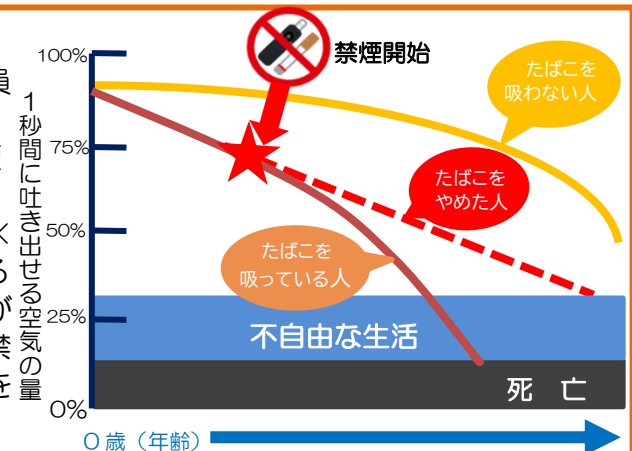 禁煙開始
100%
75%
50%
25%
0%
1秒間に吐き出せる空気の量
たばこを
吸わない人
たばこを
やめた人
たばこを
吸っている人
不自由な生活
死 亡
0歳(年齢)